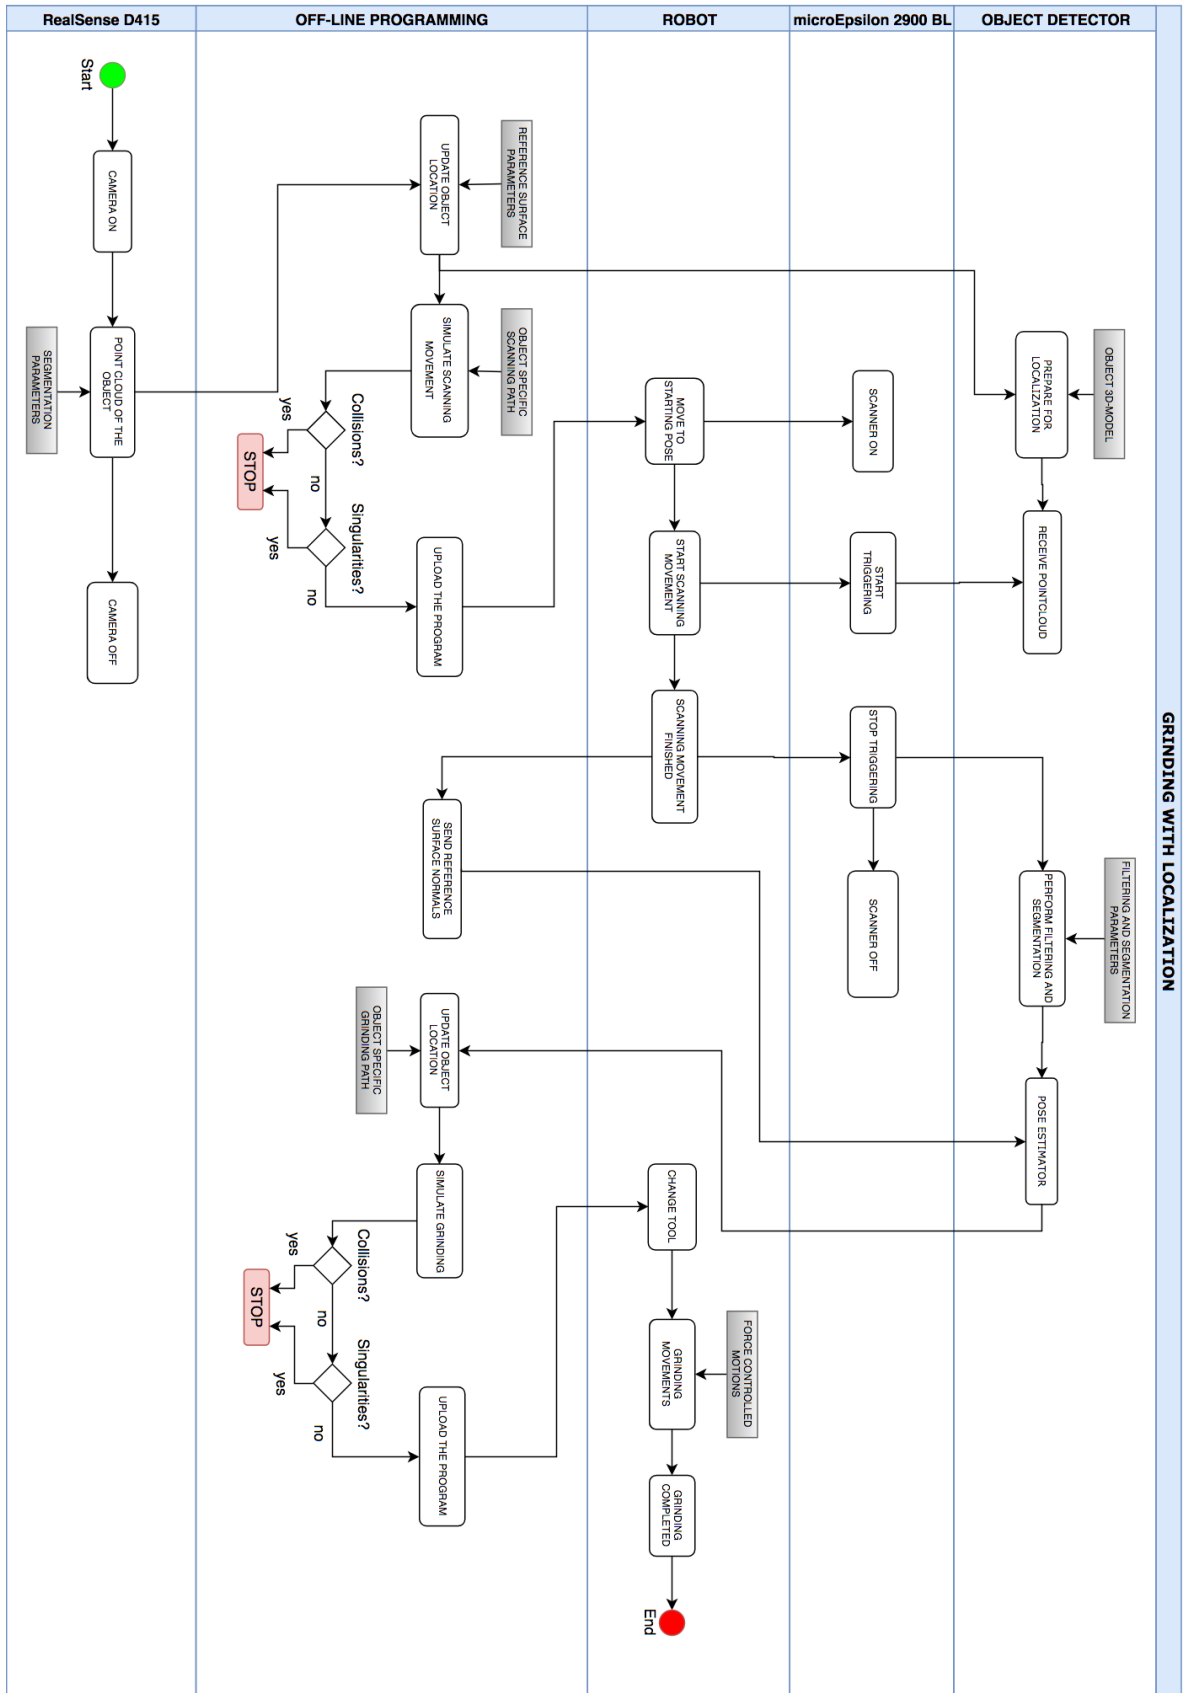 GRINDING WITH LOCALIZATION
RealSense D415
OFF-LINE PROGRAMMING
ROBOT
microEpsilon 2900 BL
OBJECT DETECTOR
Start
CAMERA ON
POINT CLOUD OF THE
OBJECT
SEGMENTATION
PARAMETERS
CAMERA OFF
REFERENCE SURFACE
PARAMETERS
UPDATE OBJECT
LOCATION
OBJECT SPECIFIC
SCANNING PATH
SIMULATE SCANNING
MOVEMENT
Collisions?
yes
no
STOP
Singularities?
yes
no
UPLOAD THE PROGRAM
SEND REFERENCE
SURFACE NORMALS
UPDATE OBJECT
LOCATION
OBJECT SPECIFIC
GRINDING PATH
SIMULATE GRINDING
Collisions?
yes
no
STOP
Singularities?
yes
no
UPLOAD THE PROGRAM
MOVE TO
STARTING POSE
START SCANNING
MOVEMENT
SCANNING MOVEMENT
FINISHED
CHANGE TOOL
FORCE CONTROLLED
MOTIONS
GRINDING
MOVEMENTS
GRINDING
COMPLETED
End
SCANNER ON
START
TRIGGERING
STOP TRIGGERING
SCANNER OFF
OBJECT 3D-MODEL
PREPARE FOR
LOCALIZATION
RECEIVE POINTCLOUD
FILTERING AND SEGMENTATION
PARAMETERS
PERFORM FILTERING AND
SEGMENTATION
POSE ESTIMATOR